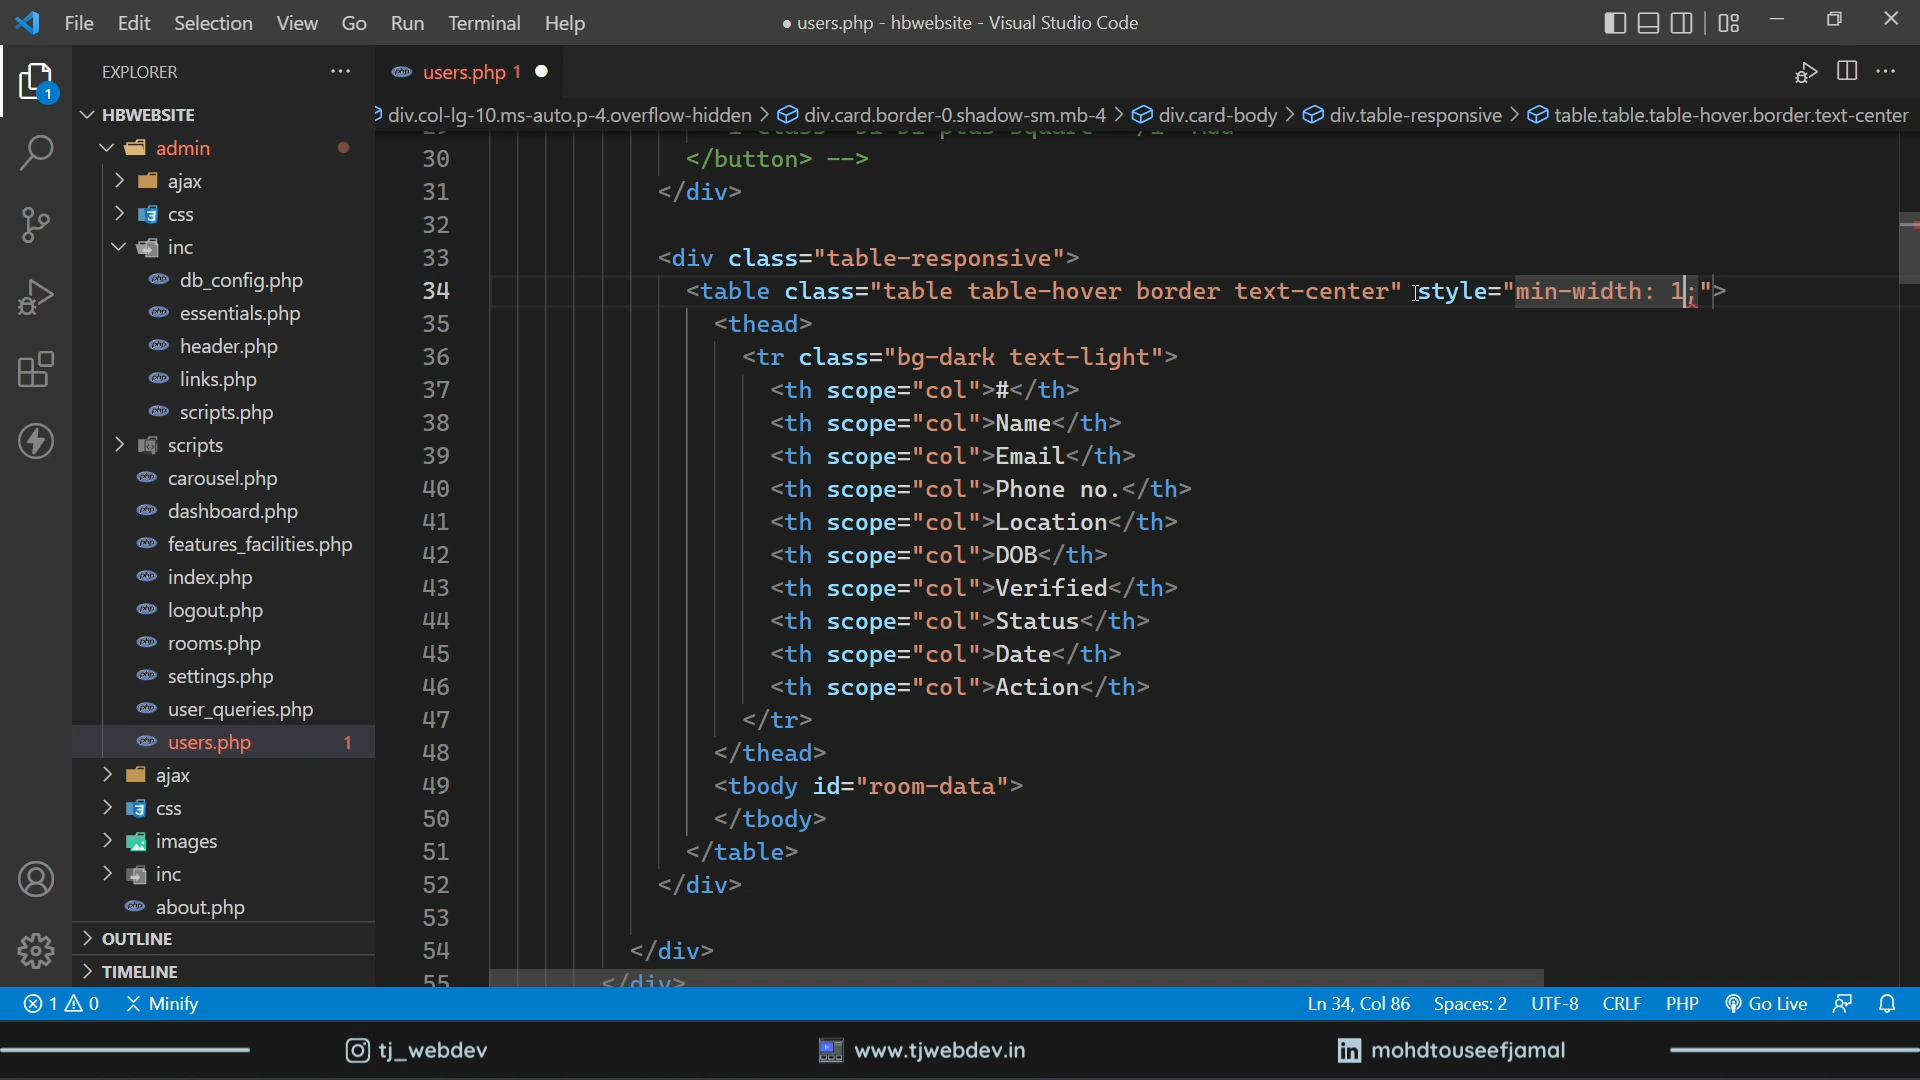 File Edit Selection View Go Run Terminal Help
● users.php - hbwebsite - Visual Studio Code
EXPLORER
users.php 1
HBWEBSITE
div.col-lg-10.ms-auto.p-4.overflow-hidden > div.card.border-0.shadow-sm.mb-4 > div.card-body > div.table-responsive > table.table.table-hover.border.text-center
admin
ajax
css
inc
db_config.php
essentials.php
header.php
links.php
scripts.php
scripts
carousel.php
dashboard.php
features_facilities.php
index.php
logout.php
rooms.php
settings.php
user_queries.php
users.php 1
ajax
css
images
inc
about.php
OUTLINE
TIMELINE
1
30 </button> -->
31 </div>
32
33 <div class="table-responsive">
34 <table class="table table-hover border text-center" style="min-width: 1;">
35 <thead>
36 <tr class="bg-dark text-light">
37 <th scope="col">#</th>
38 <th scope="col">Name</th>
39 <th scope="col">Email</th>
40 <th scope="col">Phone no.</th>
41 <th scope="col">Location</th>
42 <th scope="col">DOB</th>
43 <th scope="col">Verified</th>
44 <th scope="col">Status</th>
45 <th scope="col">Date</th>
46 <th scope="col">Action</th>
47 </tr>
48 </thead>
49 <tbody id="room-data">
50 </tbody>
51 </table>
52 </div>
53
54 </div>
55 </div>
1 0 Minify
Ln 34, Col 86 Spaces: 2 UTF-8 CRLF PHP Go Live
tj_webdev
www.tjwebdev.in
mohdtouseefjamal